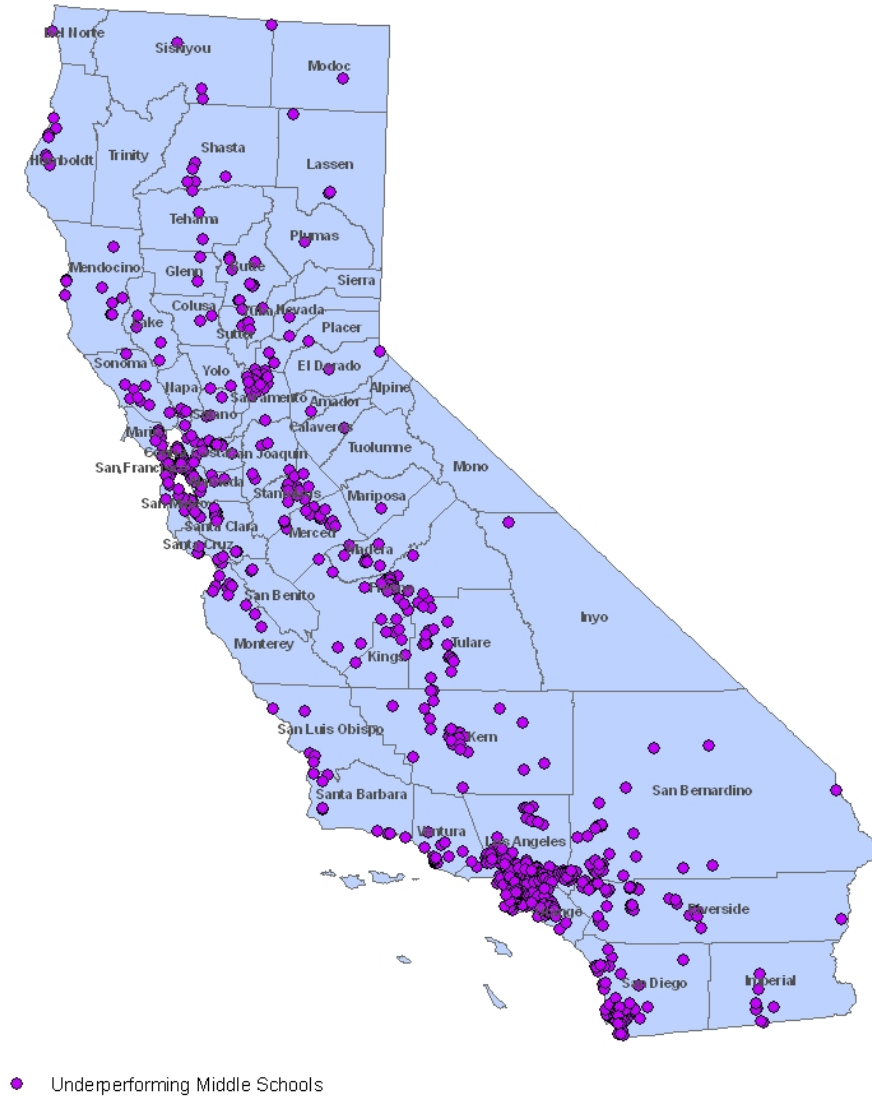 Del Norte
Siskiyou
Modoc
Shasta
Trinity
Humboldt
Lassen
Tehama
Plumas
Mendocino
Glenn
Butte
Sierra
Colusa
Yuba
Nevada
Lake
Sutter
Placer
Sonoma
Yolo
El Dorado
Napa
Alpine
Sacramento
Amador
Solano
Marin
Calaveras
San Joaquin
Tuolumne
San Francisco
Mono
Alameda
Stanislaus
Mariposa
San Mateo
Santa Clara
Merced
Santa Cruz
Madera
Fresno
San Benito
Inyo
Monterey
Tulare
Kings
San Luis Obispo
Kern
Santa Barbara
San Bernardino
Ventura
Los Angeles
Orange
Riverside
San Diego
Imperial
Underperforming Middle Schools